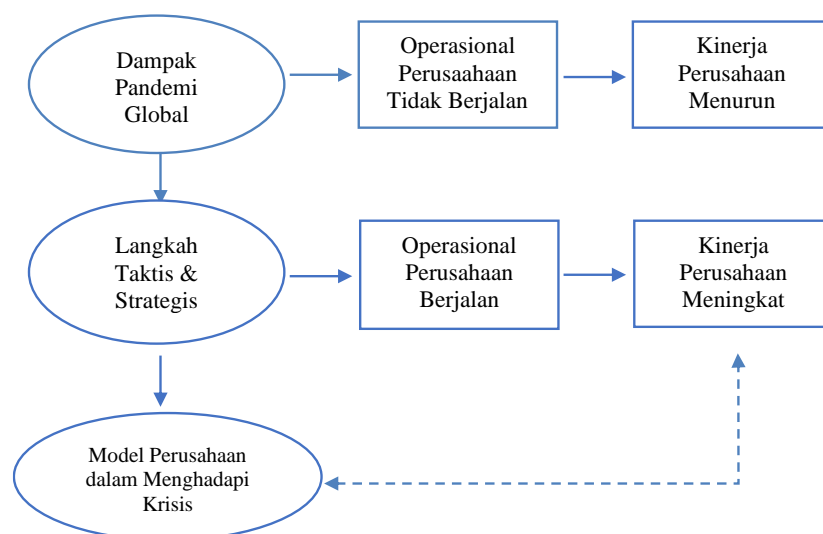 Dampak
Pandemi
Global
Operasional
Perusaahaan
Tidak Berjalan
Kinerja
Perusahaan
Menurun
Langkah
Taktis &
Strategis
Operasional
Perusahaan
Berjalan
Kinerja
Perusahaan
Meningkat
Model Perusahaan
dalam Menghadapi
Krisis